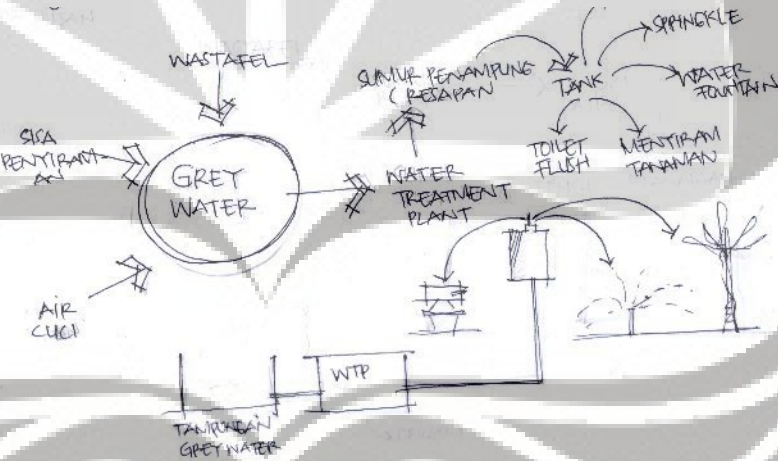 WASTAFEL
SISA
PENYIRAM-
AN
GREY
WATER
AIR
CUCI
SUMUR PENAMPUNG
( RESAPAN
WATER
TREATMENT
PLANT
TANK
SPRINGKLE
WATER
FOUNTAIN
TOILET
FLUSH
MENYIRAM
TANAMAN
WTP
TAMPUNGAN
GREY WATER